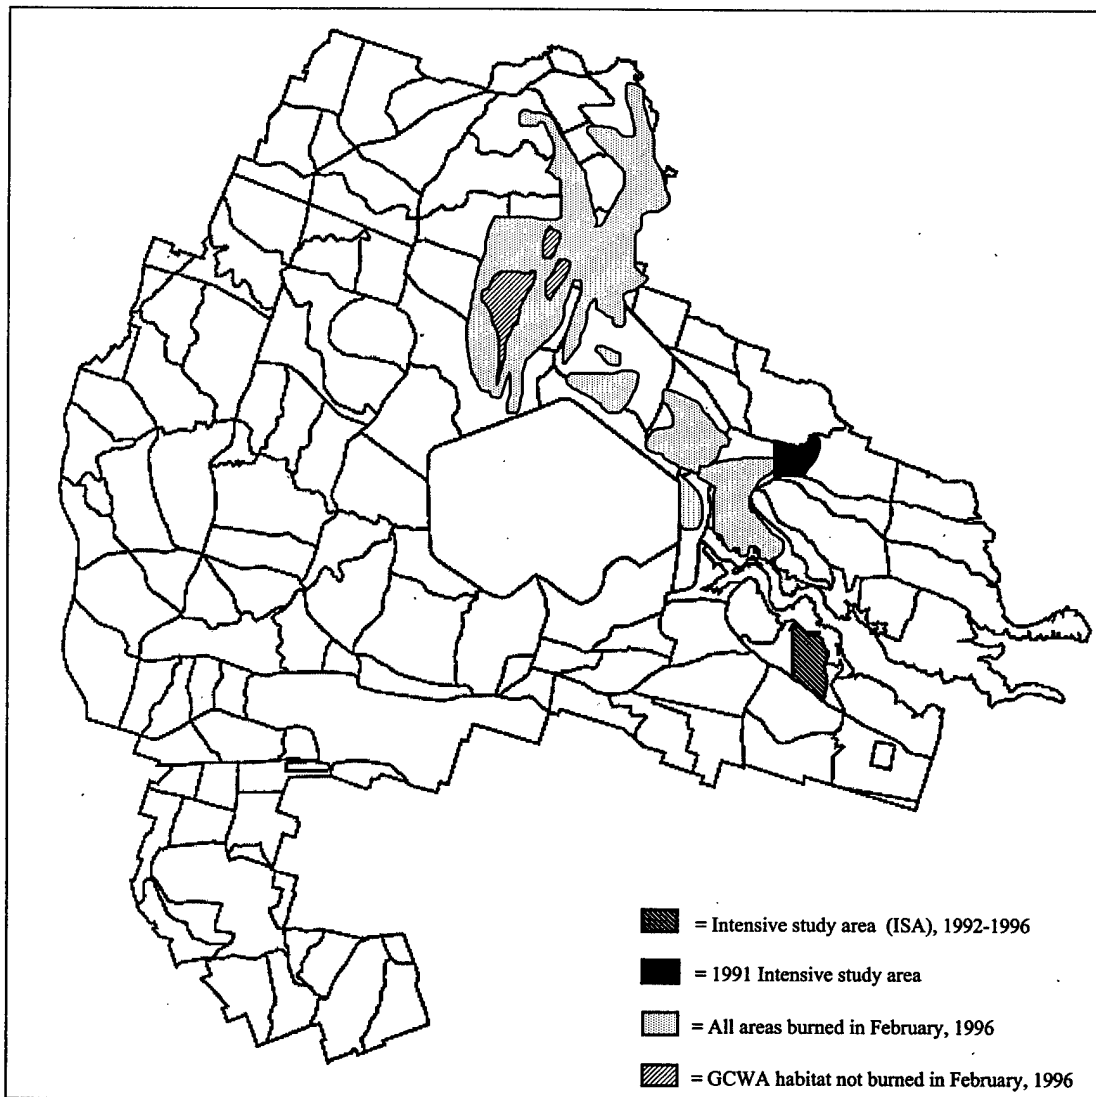 = Intensive study area (ISA), 1992-1996
= 1991 Intensive study area
= All areas burned in February, 1996
= GCWA habitat not burned in February, 1996